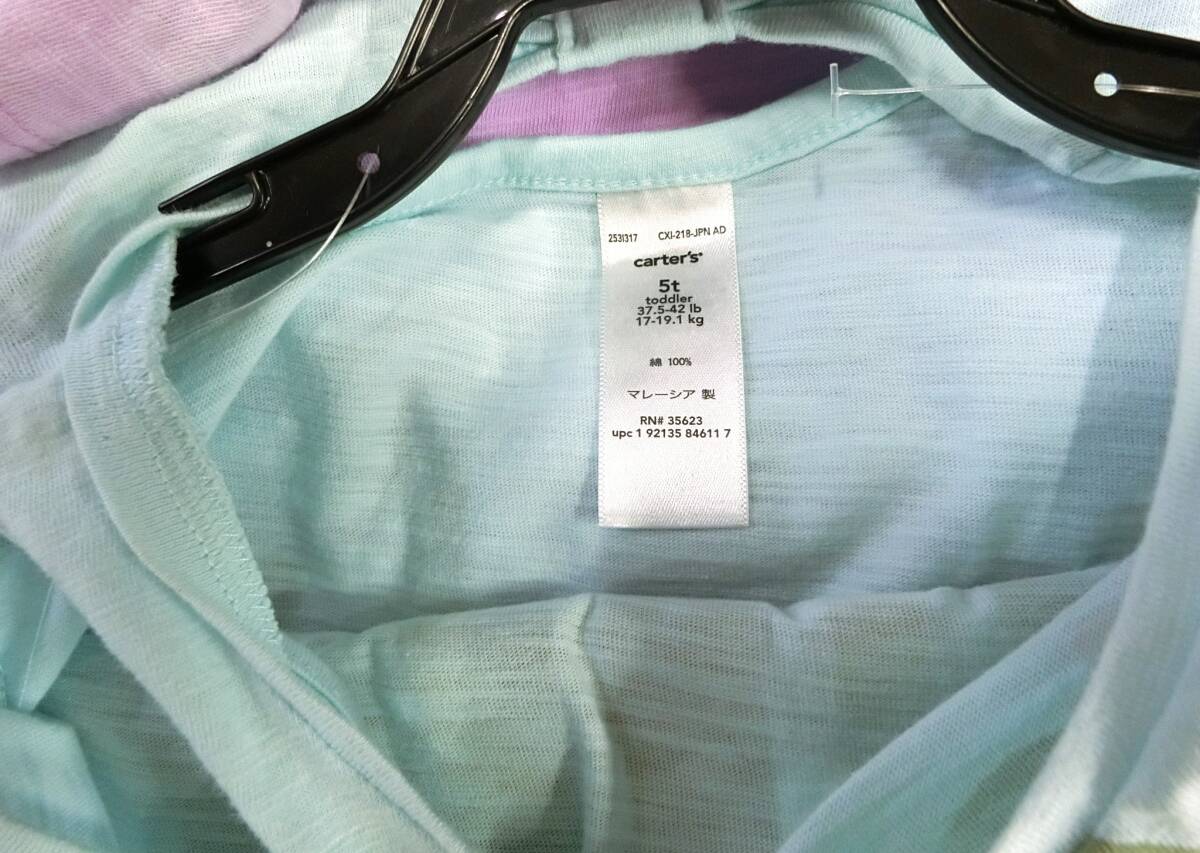 253I317 CXI-218-JPN AD
carter's
5t
toddler
37.5-42 lb
17-19.1 kg
綿 100%
マレーシア 製
RN# 35623
upc 1 92135 84611 7